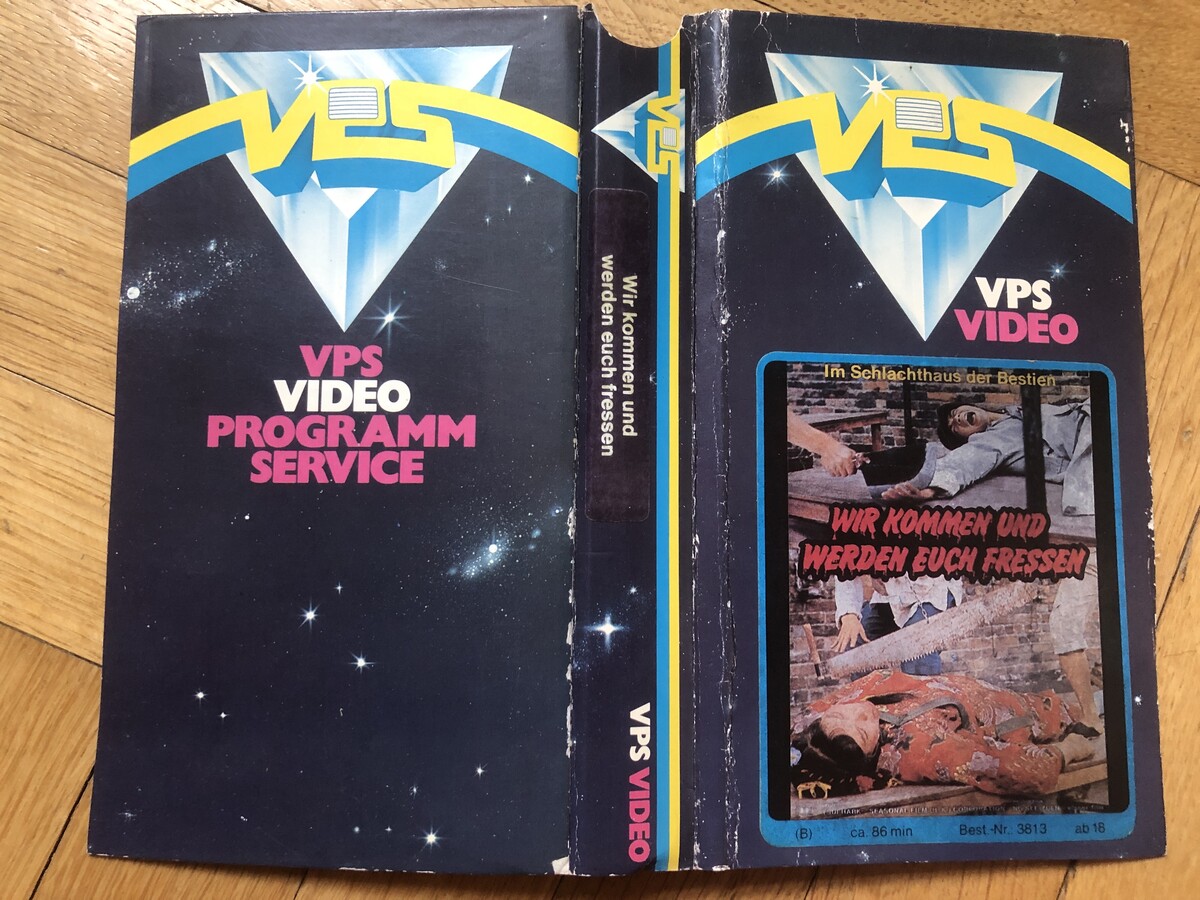 VPS
VPS
VIDEO
PROGRAMM
SERVICE
VPS
Wir kommen und
werden euch fressen
VPS VIDEO
VPS
VPS
VIDEO
Im Schlachthaus der Bestien
WIR KOMMEN UND
WERDEN EUCH FRESSEN
(B) ca. 86 min Best.-Nr. 3813 ab 18